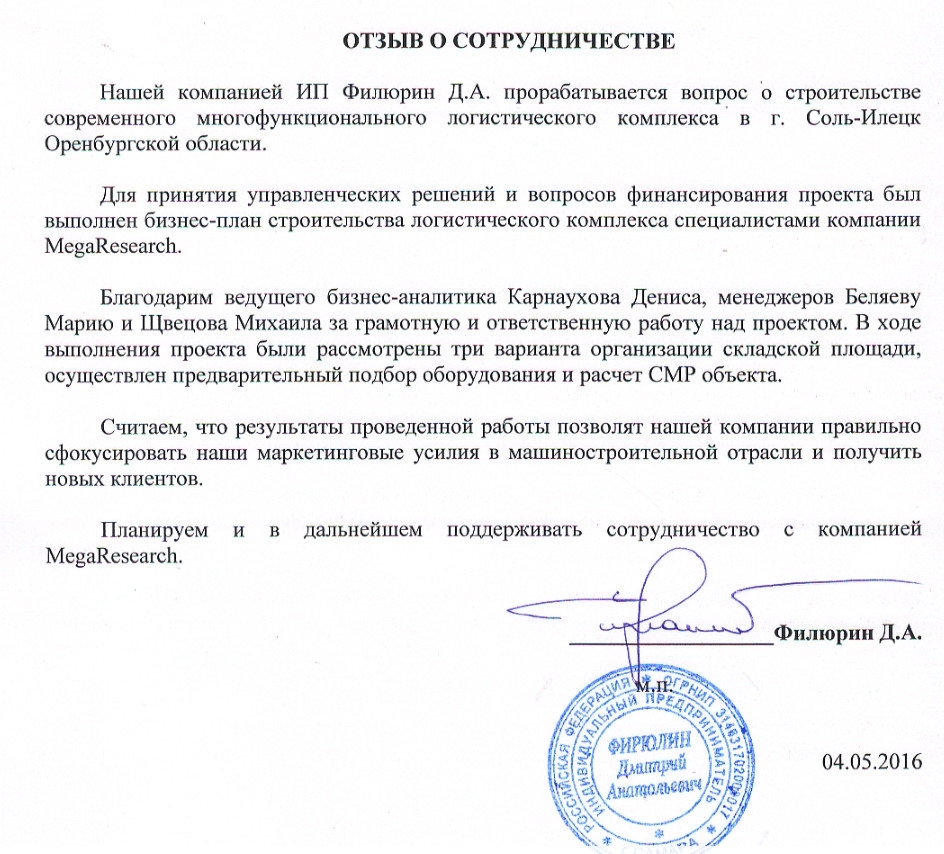 ОТЗЫВ О СОТРУДНИЧЕСТВЕ
Нашей компанией ИП Филюрин Д.А. прорабатывается вопрос о строительстве
современного многофункционального логистического комплекса в г. Соль-Илецк
Оренбургской области.
Для принятия управленческих решений и вопросов финансирования проекта был
выполнен бизнес-план строительства логистического комплекса специалистами компании
MegaResearch.
Благодарим ведущего бизнес-аналитика Карнаухова Дениса, менеджеров Беляеву
Марию и Щвецова Михаила за грамотную и ответственную работу над проектом. В ходе
выполнения проекта были рассмотрены три варианта организации складской площади,
осуществлен предварительный подбор оборудования и расчет СМР объекта.
Считаем, что результаты проведенной работы позволят нашей компании правильно
сфокусировать наши маркетинговые усилия в машиностроительной отрасли и получить
новых клиентов.
Планируем и в дальнейшем поддерживать сотрудничество с компанией
MegaResearch.
Филюрин Д.А.
м.п.
РОССИЙСКАЯ ФЕДЕРАЦИЯ * ОГРНИП
ИНДИВИДУАЛЬНЫЙ ПРЕДПРИНИМАТЕЛЬ
ФИРЮЛИН
Дмитрий
Анатольевич
04.05.2016